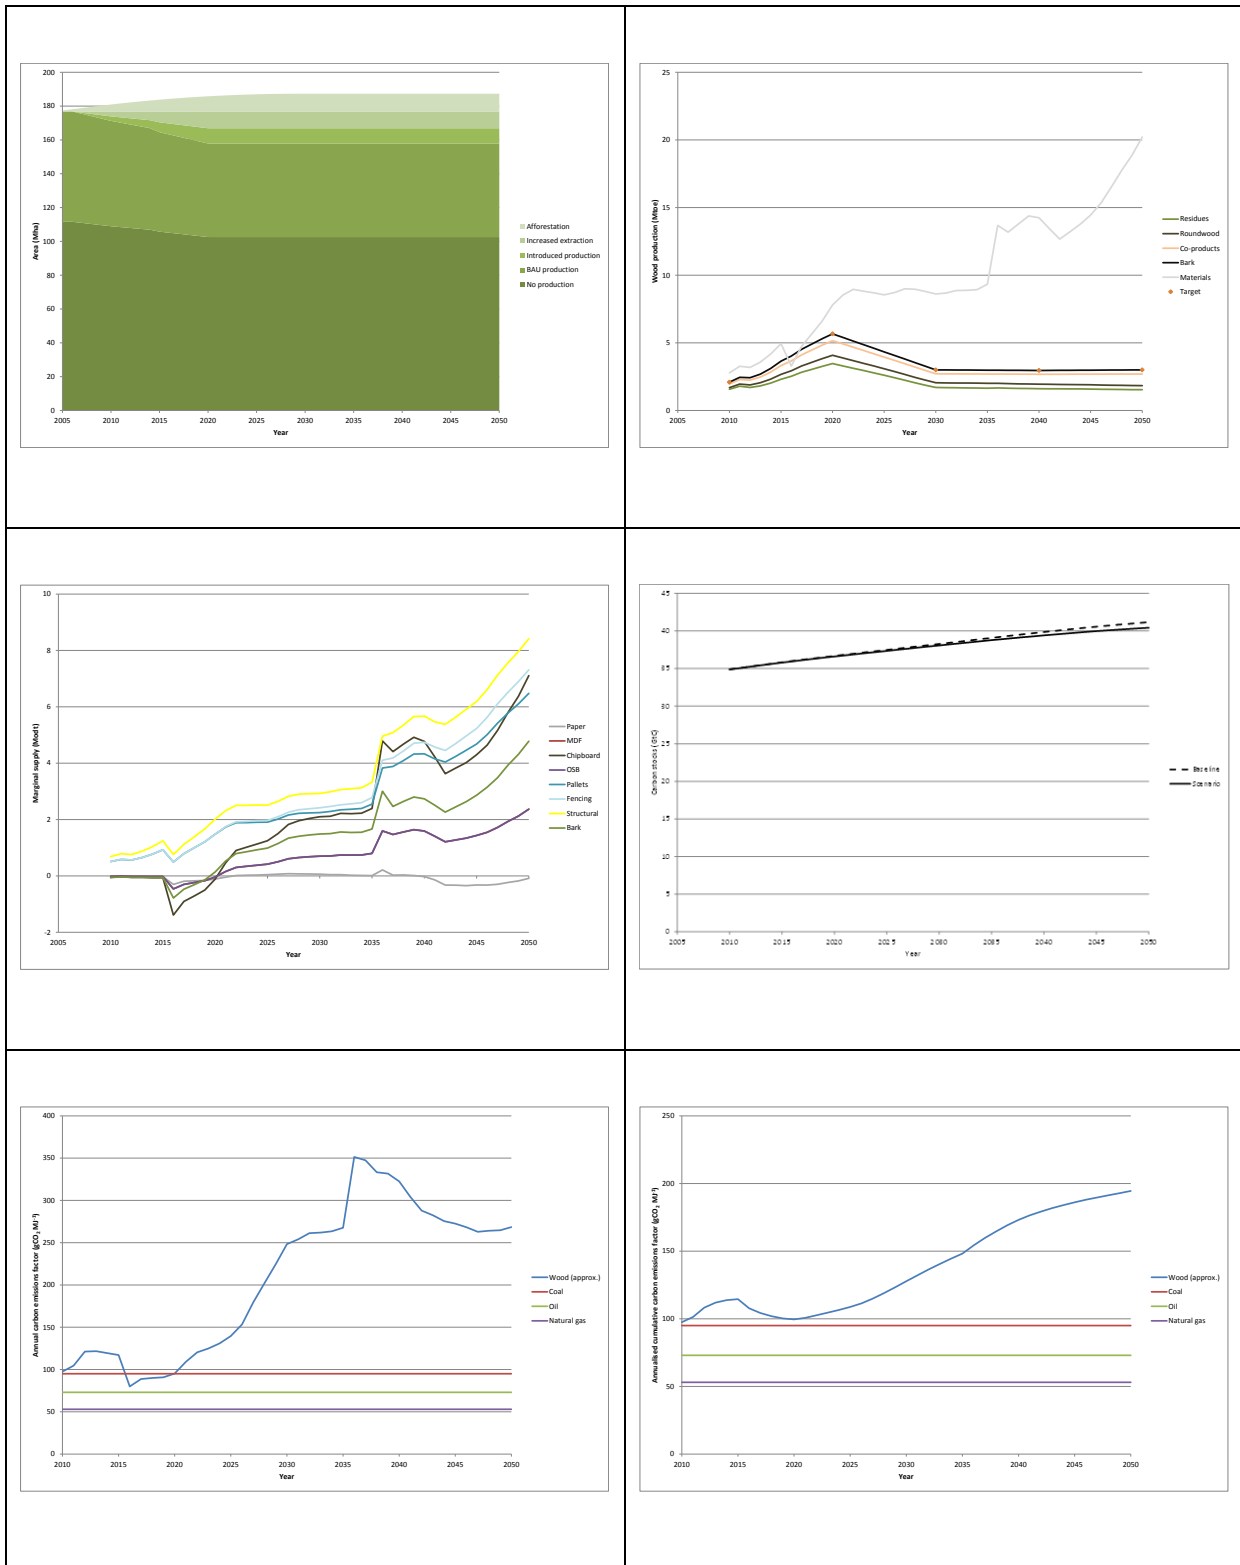 200
180
160
140
120
100
80
60
40
20
0
2005 2010 2015 2020 2025 2030 2035 2040 2045 2050
Area (Mha)
Year
Afforestation
Increased extraction
Introduced production
BAU production
No production
25
20
15
10
5
0
2005 2010 2015 2020 2025 2030 2035 2040 2045 2050
Wood production (Mtoe)
Year
Residues
Roundwood
Co-products
Bark
Materials
Target
10
8
6
4
2
0
-2
2005 2010 2015 2020 2025 2030 2035 2040 2045 2050
Marginal supply (Modt)
Year
Paper
MDF
Chipboard
OSB
Pallets
Fencing
Structural
Bark
45
40
35
30
25
20
15
10
5
0
2005 2010 2015 2020 2025 2030 2035 2040 2045 2050
Carbon stocks (GtC)
Year
Baseline
Scenario
400
350
300
250
200
150
100
50
0
2010 2015 2020 2025 2030 2035 2040 2045 2050
Annual carbon emissions factor (gCO₂ MJ⁻¹)
Year
Wood (approx.)
Coal
Oil
Natural gas
250
200
150
100
50
0
2010 2015 2020 2025 2030 2035 2040 2045 2050
Annualised cumulative carbon emissions factor (gCO₂ MJ⁻¹)
Year
Wood (approx.)
Coal
Oil
Natural gas